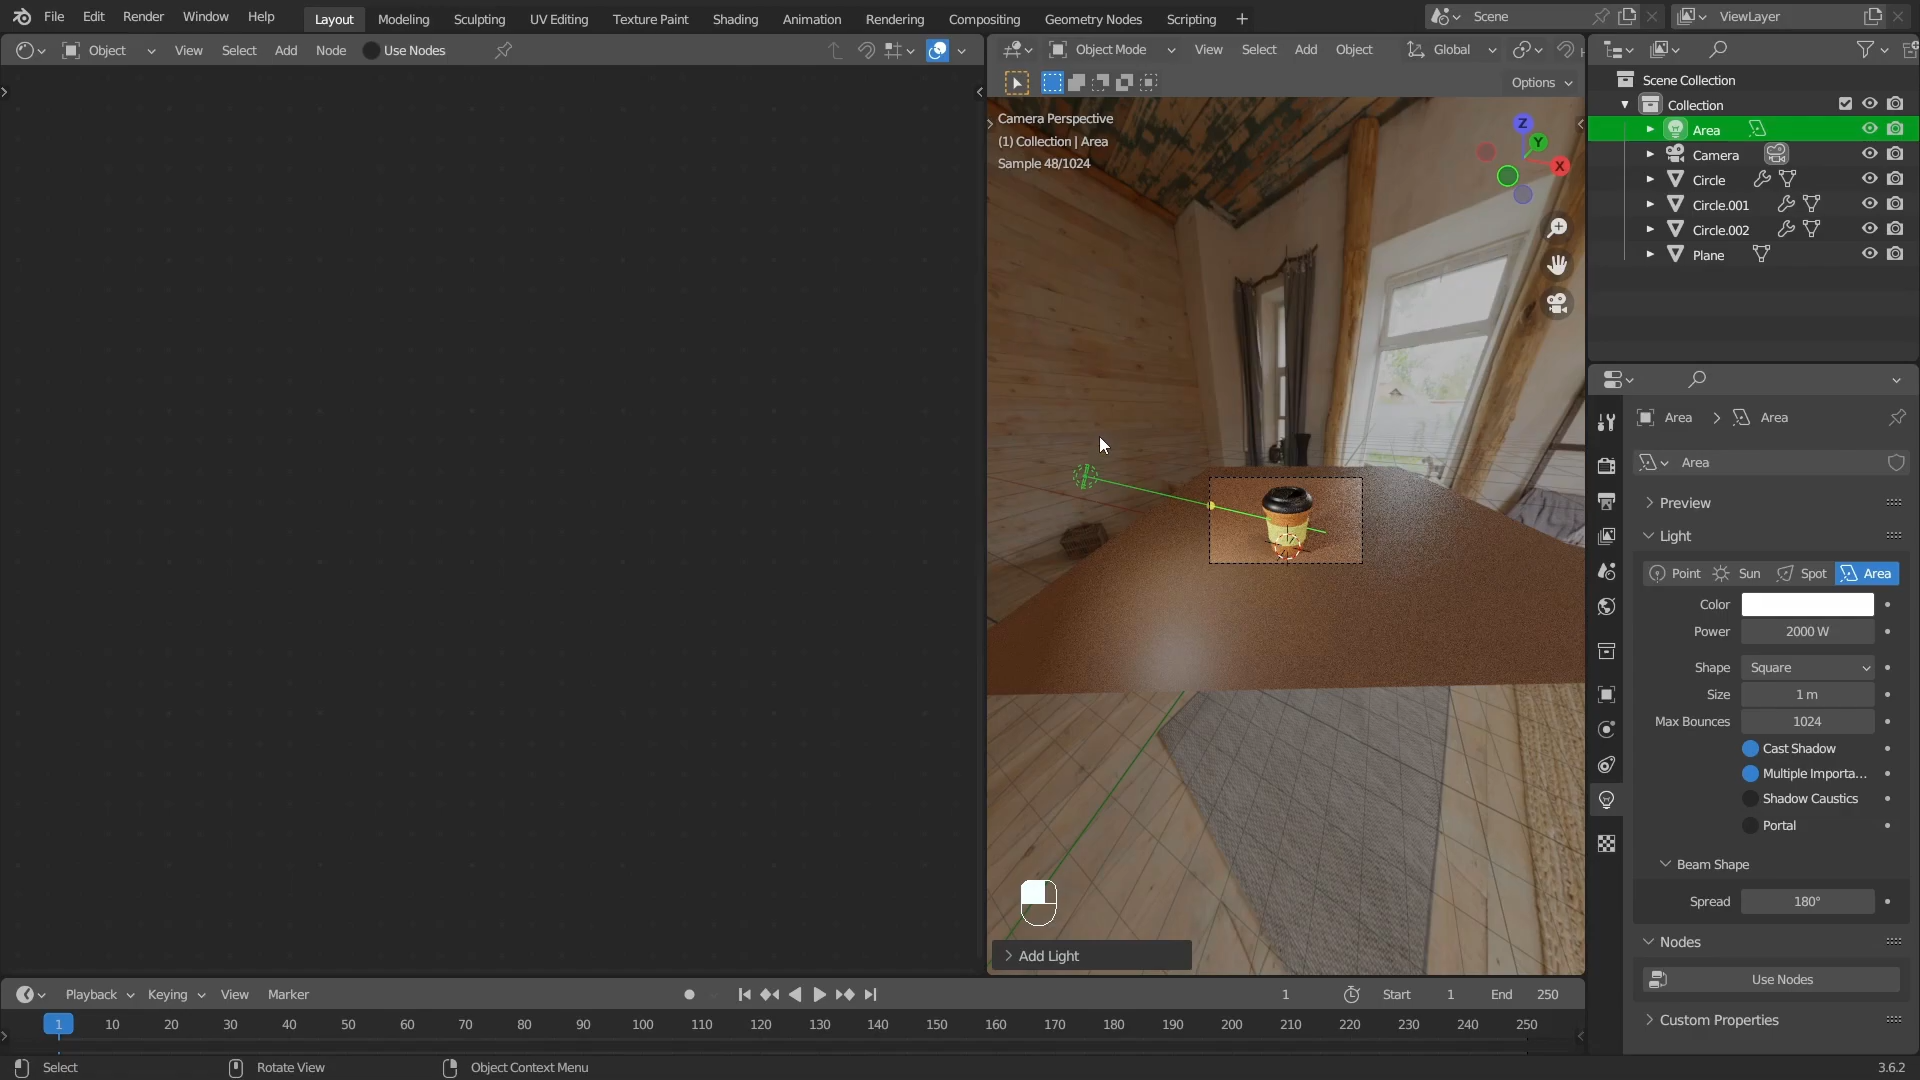 File Edit Render Window Help Layout Modeling Sculpting UV Editing Texture Paint Shading Animation Rendering Compositing Geometry Nodes Scripting + Scene ViewLayer
Object View Select Add Node Use Nodes
Object Mode View Select Add Object Global
Options
Camera Perspective
(1) Collection | Area
Sample 48/1024
Z
Y
X
Scene Collection
Collection
Area
Camera
Circle
Circle.001
Circle.002
Plane
Area > Area
Area
Preview
Light
Point Sun Spot Area
Color
Power 2000 W
Shape Square
Size 1 m
Max Bounces 1024
Cast Shadow
Multiple Importa...
Shadow Caustics
Portal
Beam Shape
Spread 180°
Nodes
Use Nodes
Custom Properties
Add Light
Playback Keying View Marker 1 Start 1 End 250
1 10 20 30 40 50 60 70 80 90 100 110 120 130 140 150 160 170 180 190 200 210 220 230 240 250
Select Rotate View Object Context Menu 3.6.2